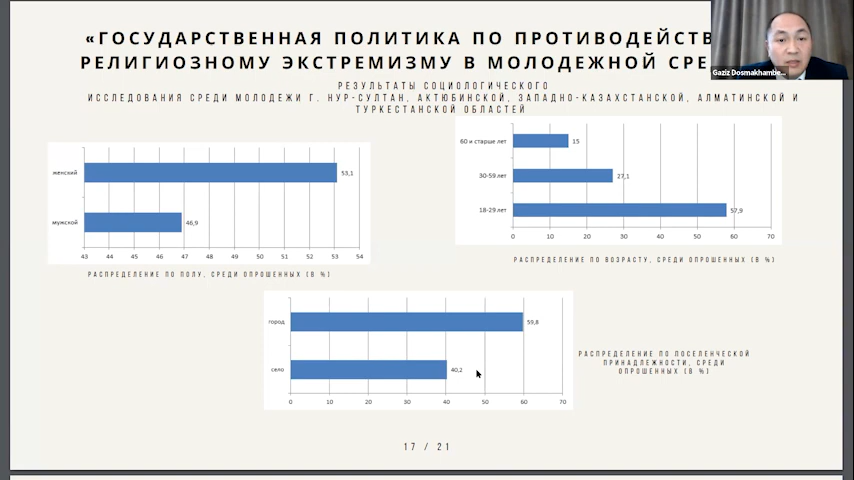 «ГОСУДАРСТВЕННАЯ ПОЛИТИКА ПО ПРОТИВОДЕЙСТВ
РЕЛИГИОЗНОМУ ЭКСТРЕМИЗМУ В МОЛОДЕЖНОЙ СРЕ
Gaziz Dosmakhambe...
РЕЗУЛЬТАТЫ СОЦИОЛОГИЧЕСКОГО
ИССЛЕДОВАНИЯ СРЕДИ МОЛОДЕЖИ Г. НУР-СУЛТАН, АКТЮБИНСКОЙ, ЗАПАДНО-КАЗАХСТАНСКОЙ, АЛМАТИНСКОЙ И
ТУРКЕСТАНСКОЙ ОБЛАСТЕЙ
женский 53,1
мужской 46,9
43 44 45 46 47 48 49 50 51 52 53 54
РАСПРЕДЕЛЕНИЕ ПО ПОЛУ, СРЕДИ ОПРОШЕННЫХ (В %)
60 и старше лет 15
30-59 лет 27,1
18-29 лет 57,9
0 10 20 30 40 50 60 70
РАСПРЕДЕЛЕНИЕ ПО ВОЗРАСТУ, СРЕДИ ОПРОШЕННЫХ (В %)
город 59,8
село 40,2
0 10 20 30 40 50 60 70
РАСПРЕДЕЛЕНИЕ ПО ПОСЕЛЕНЧЕСКОЙ
ПРИНАДЛЕЖНОСТИ, СРЕДИ
ОПРОШЕННЫХ (В %)
17 / 21